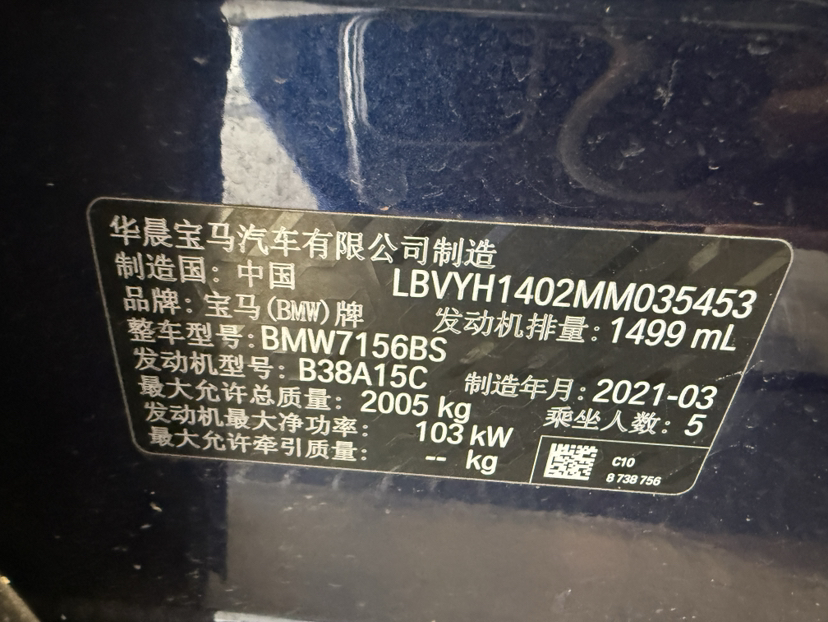 华晨宝马汽车有限公司制造
制造国：中国 LBVYH1402MM035453
品牌：宝马(BMW)牌 发动机排量：1499 mL
整车型号：BMW7156BS
发动机型号：B38A15C 制造年月：2021-03
最大允许总质量：2005 kg 乘坐人数：5
发动机最大净功率：103 kW
最大允许牵引质量：-- kg
C10
8 738 756